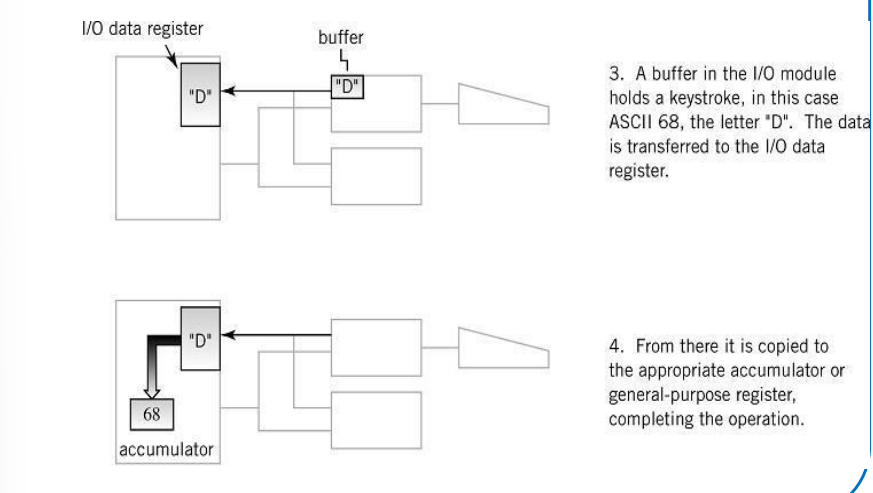 I/O data register
buffer
"D"
"D"
3. A buffer in the I/O module
holds a keystroke, in this case
ASCII 68, the letter "D". The data
is transferred to the I/O data
register.
"D"
68
accumulator
4. From there it is copied to
the appropriate accumulator or
general-purpose register,
completing the operation.